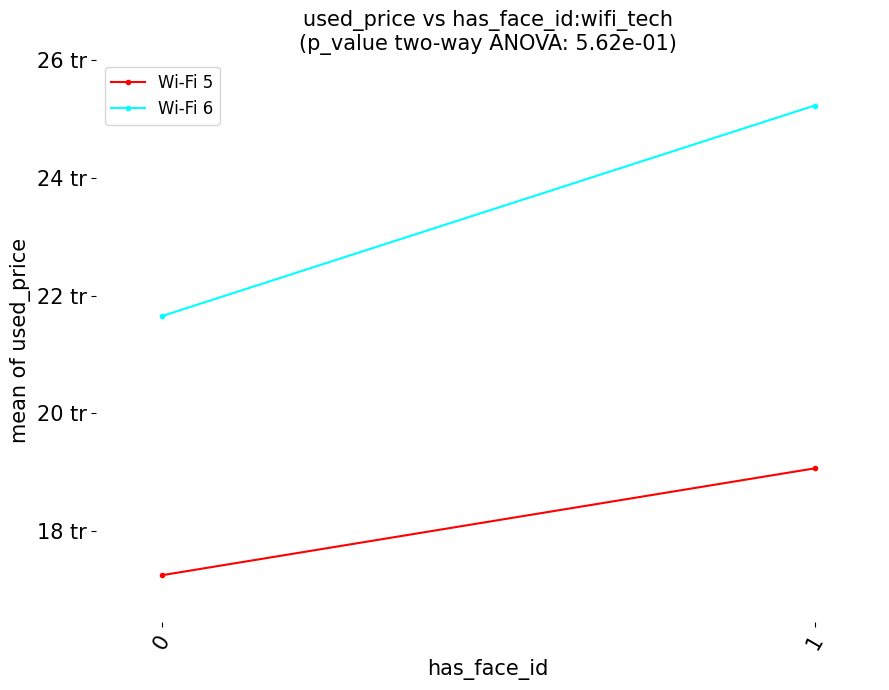 used_price vs has_face_id:wifi_tech
(p_value two-way ANOVA: 5.62e-01)
26 tr
Wi-Fi 5
Wi-Fi 6
24 tr
22 tr
20 tr
18 tr
mean of used_price
0
1
has_face_id